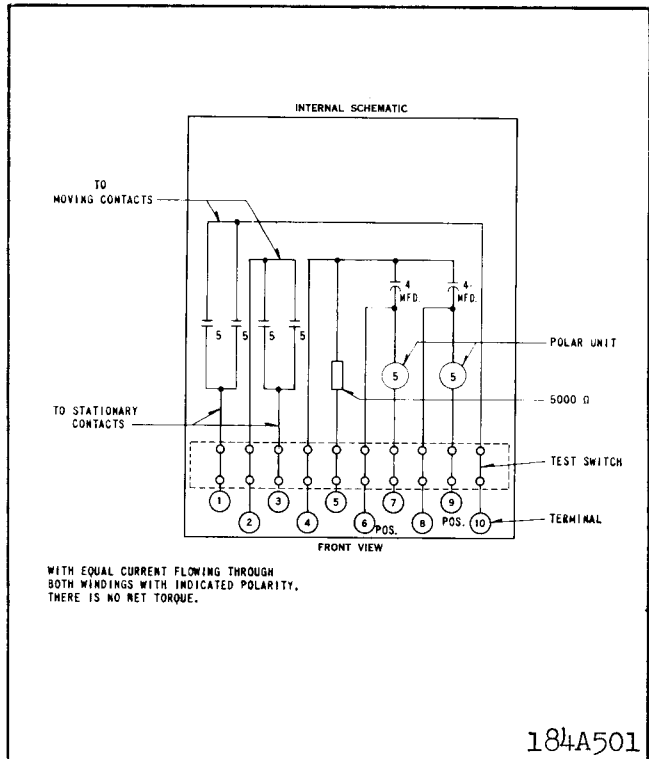 INTERNAL SCHEMATIC
TO
MOVING CONTACTS
4
MFD.
4
MFD.
5
5
5
5
POLAR UNIT
5
5
5000 Ω
TO STATIONARY
CONTACTS
TEST SWITCH
1
3
5
7
9
2
4
6
POS.
8
POS.
10
TERMINAL
FRONT VIEW
WITH EQUAL CURRENT FLOWING THROUGH
BOTH WINDINGS WITH INDICATED POLARITY,
THERE IS NO NET TORQUE.
184A501